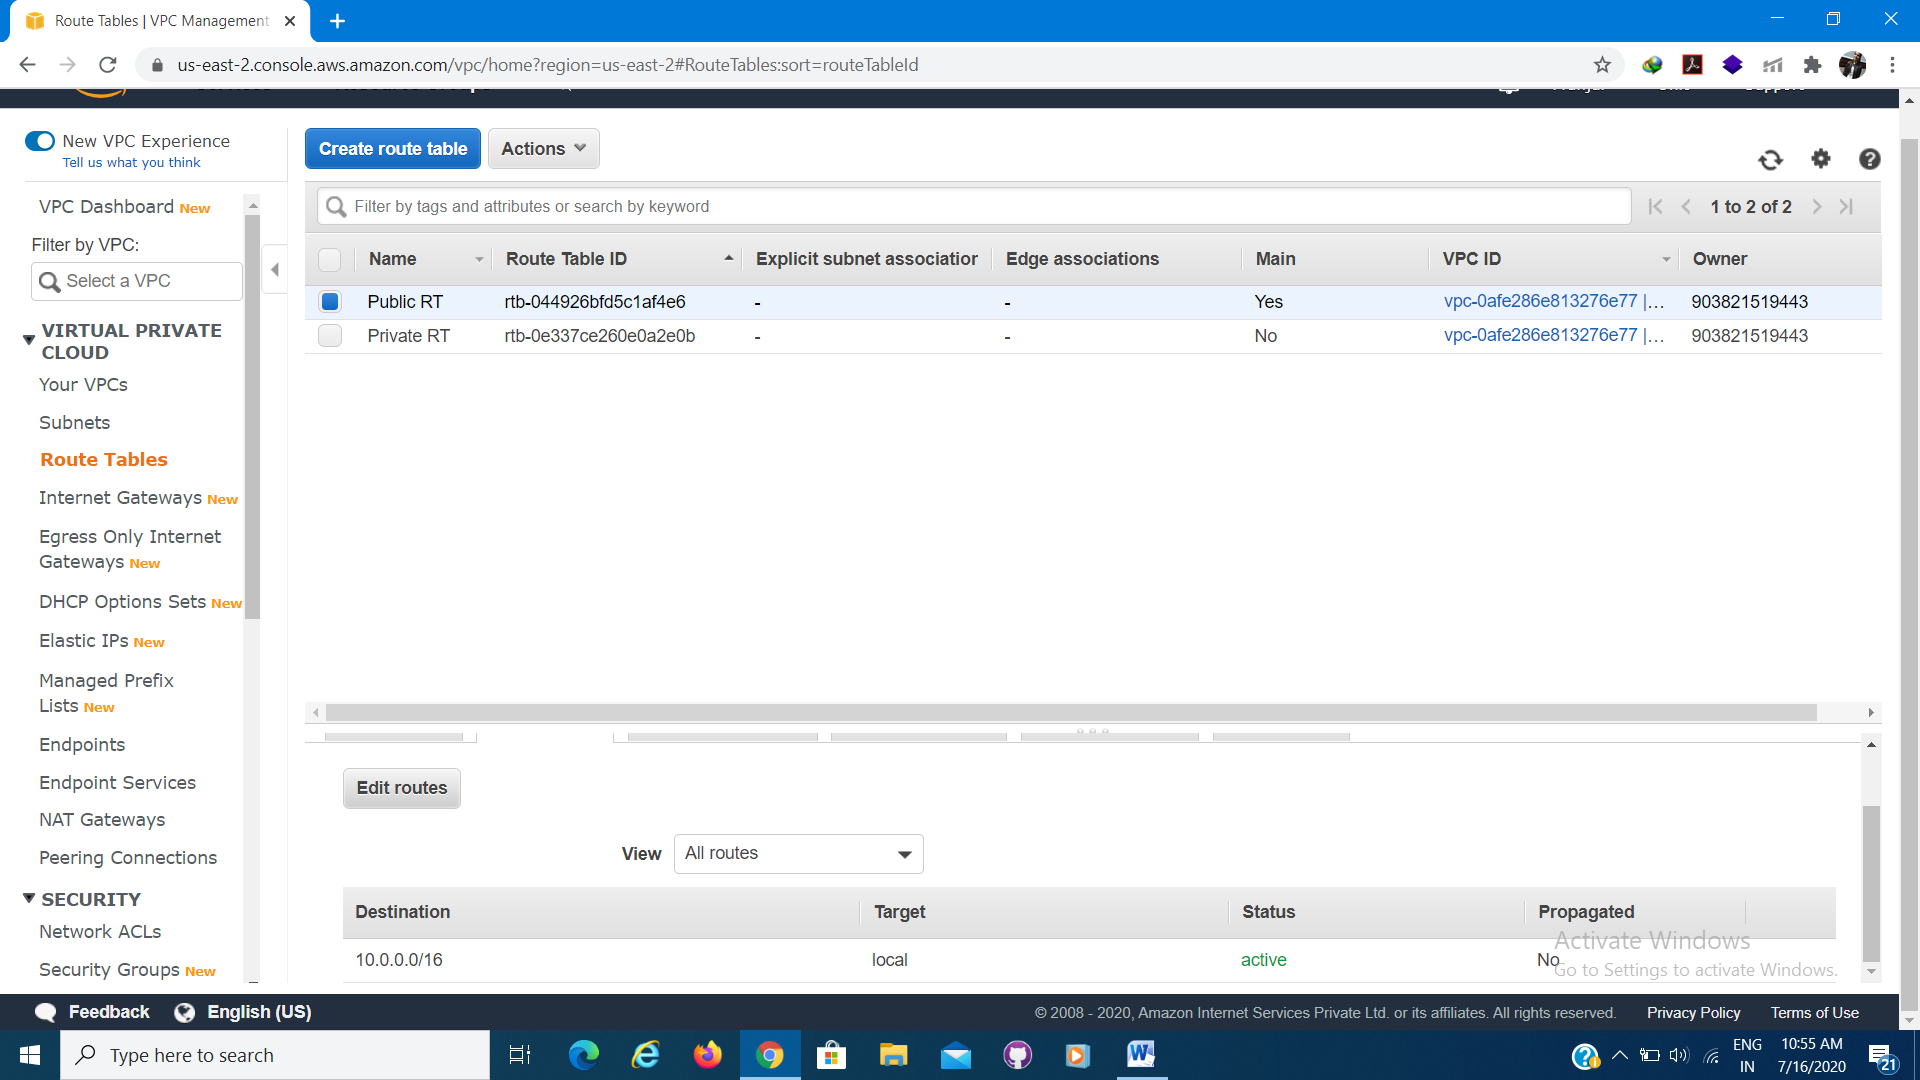 Route Tables | VPC Management
us-east-2.console.aws.amazon.com/vpc/home?region=us-east-2#RouteTables:sort=routeTableId
New VPC Experience
Tell us what you think
VPC Dashboard New
Filter by VPC:
Select a VPC
VIRTUAL PRIVATE
CLOUD
Your VPCs
Subnets
Route Tables
Internet Gateways New
Egress Only Internet
Gateways New
DHCP Options Sets New
Elastic IPs New
Managed Prefix
Lists New
Endpoints
Endpoint Services
NAT Gateways
Peering Connections
SECURITY
Network ACLs
Security Groups New
Create route table Actions
Filter by tags and attributes or search by keyword
1 to 2 of 2
Name Route Table ID Explicit subnet association Edge associations Main VPC ID Owner
Public RT rtb-044926bfd5c1af4e6 - - Yes vpc-0afe286e813276e77 |... 903821519443
Private RT rtb-0e337ce260e0a2e0b - - No vpc-0afe286e813276e77 |... 903821519443
Edit routes
View All routes
Destination Target Status Propagated
10.0.0.0/16 local active No
Activate Windows
Go to Settings to activate Windows.
Feedback English (US)
© 2008 - 2020, Amazon Internet Services Private Ltd. or its affiliates. All rights reserved. Privacy Policy Terms of Use
Type here to search
ENG
IN
10:55 AM
7/16/2020
21